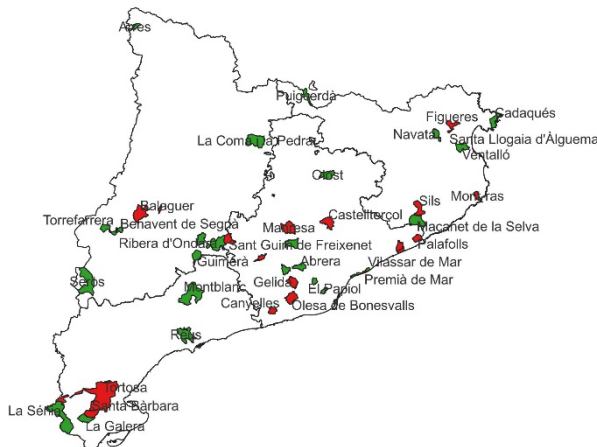 Arres
Puigcerdà
Cadaqués
Figueres
Navata
Santa Llogaia d'Àlguema
La Coma i la Pedra
Ventalló
Olost
Balaguer
Sils
Mont-ras
Castellterçol
Torrefarrera
Benavent de Segrià
Manresa
Maçanet de la Selva
Ribera d'Ondara
Sant Guim de Freixenet
Palafolls
Guimerà
Abrera
Vilassar de Mar
Seròs
Montblanc
Gelida
El Papiol
Premià de Mar
Canyelles
Olesa de Bonesvalls
Reus
Tortosa
La Sénia
Santa Bàrbara
La Galera